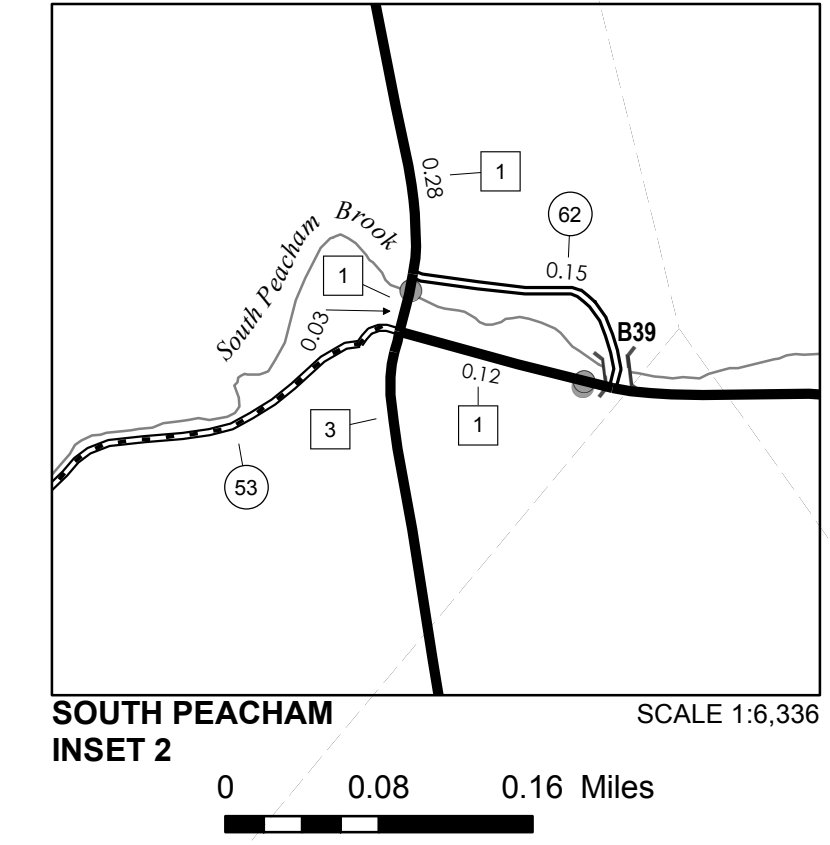 0.28
1
62
0.15
South Peacham Brook
1
0.03
B39
0.12
1
3
53
SOUTH PEACHAM
INSET 2
SCALE 1:6,336
0 0.08 0.16 Miles